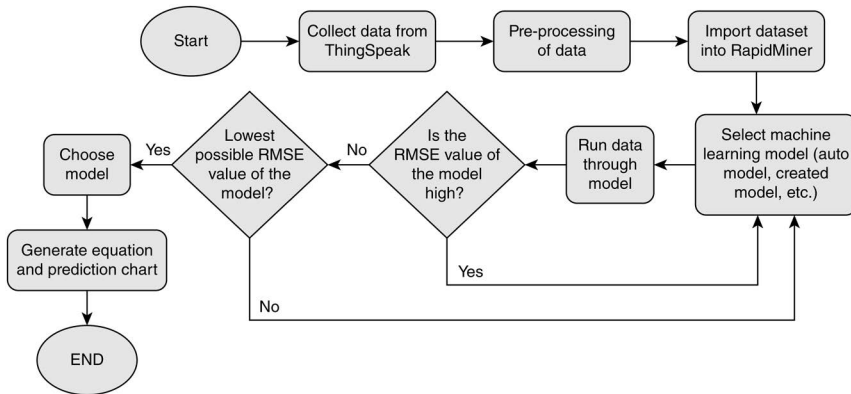 Start
Collect data from
ThingSpeak
Pre-processing
of data
Import dataset
into RapidMiner
Select machine
learning model (auto
model, created
model, etc.)
Run data
through
model
Is the
RMSE value of
the model
high?
No
Yes
Lowest
possible RMSE
value of the
model?
Yes
No
Choose
model
Generate equation
and prediction chart
END